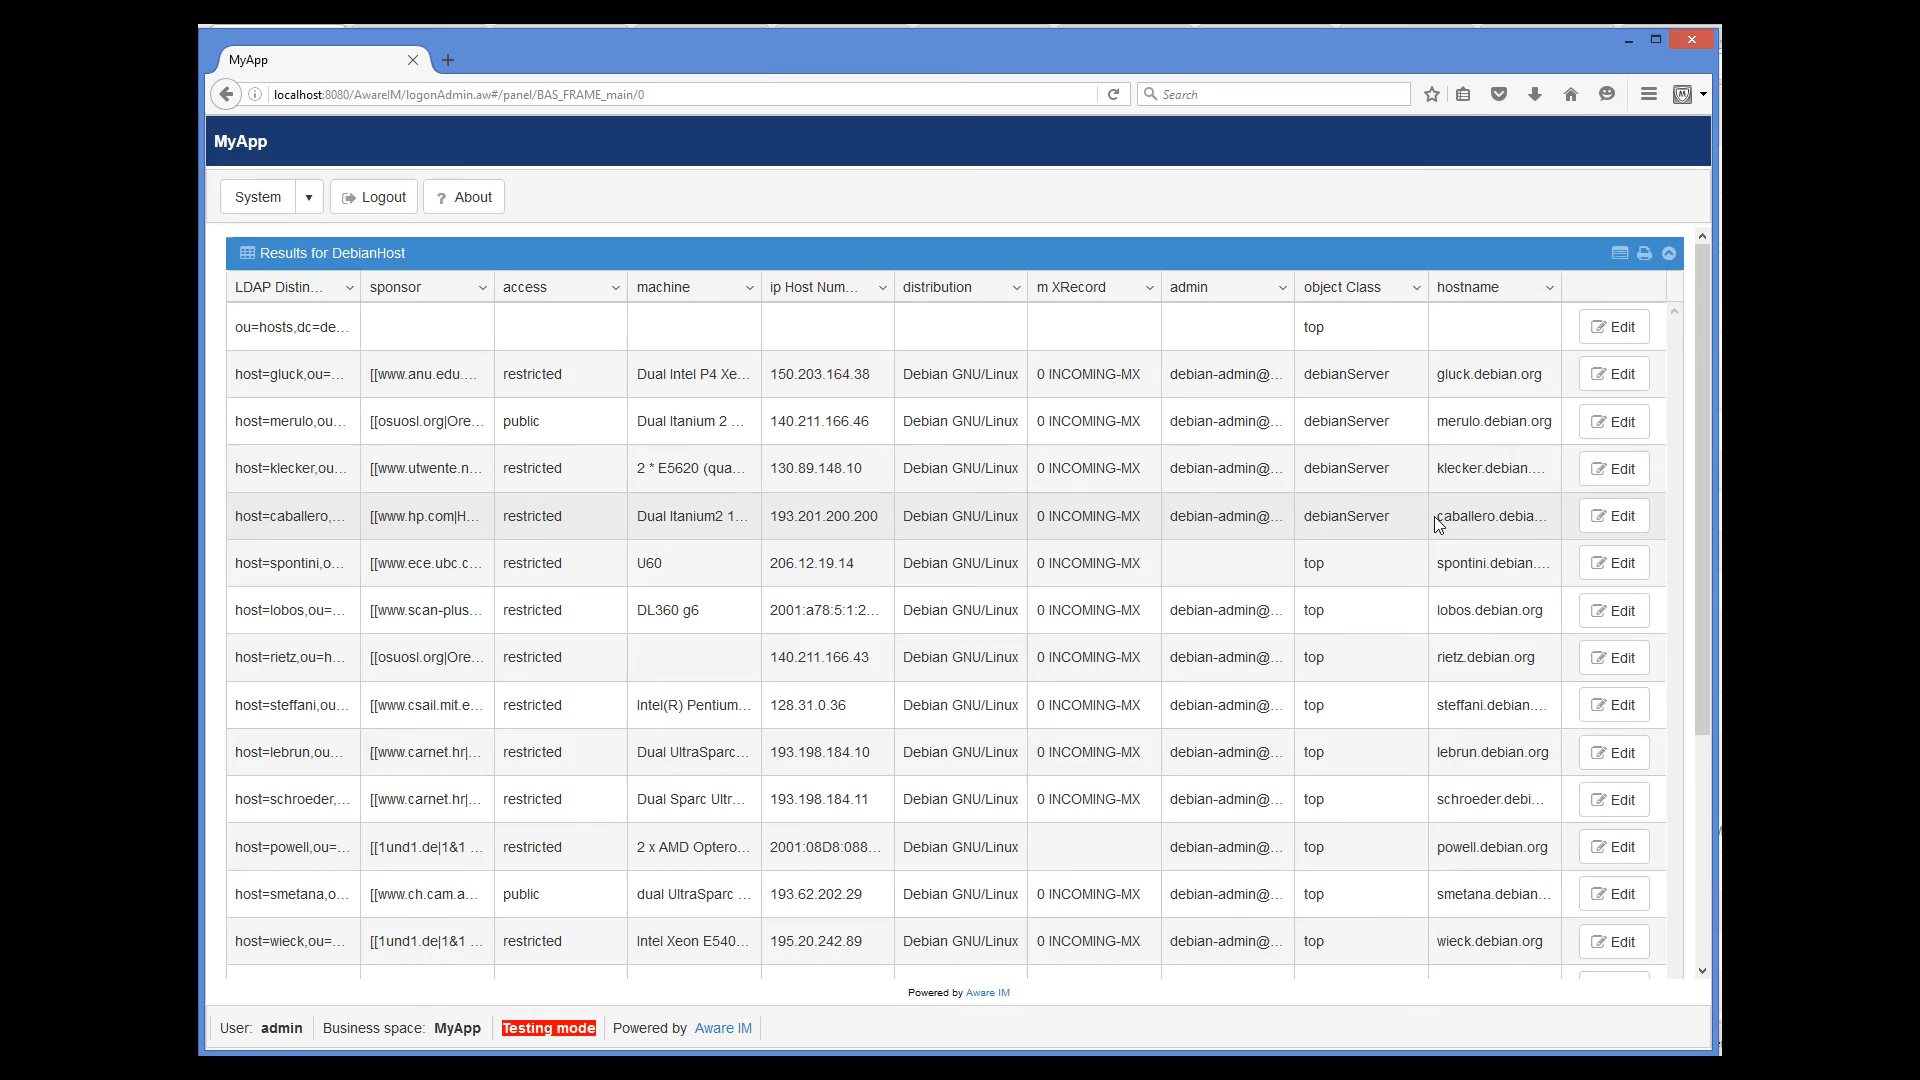 MyApp
localhost:8080/AwareIM/logonAdmin.aw#/panel/BAS_FRAME_main/0
Search
MyApp
System Logout ? About
Results for DebianHost
LDAP Distin... sponsor access machine ip Host Num... distribution m XRecord admin object Class hostname
ou=hosts,dc=de... top Edit
host=gluck,ou=... [[www.anu.edu.... restricted Dual Intel P4 Xe... 150.203.164.38 Debian GNU/Linux 0 INCOMING-MX debian-admin@... debianServer gluck.debian.org Edit
host=merulo,ou... [[osuosl.org|Ore... public Dual Itanium 2 ... 140.211.166.46 Debian GNU/Linux 0 INCOMING-MX debian-admin@... debianServer merulo.debian.org Edit
host=klecker,ou... [[www.utwente.n... restricted 2 * E5620 (qua... 130.89.148.10 Debian GNU/Linux 0 INCOMING-MX debian-admin@... debianServer klecker.debian.... Edit
host=caballero,... [[www.hp.com|H... restricted Dual Itanium2 1... 193.201.200.200 Debian GNU/Linux 0 INCOMING-MX debian-admin@... debianServer caballero.debia... Edit
host=spontini,o... [[www.ece.ubc.c... restricted U60 206.12.19.14 Debian GNU/Linux 0 INCOMING-MX top spontini.debian.... Edit
host=lobos,ou=... [[www.scan-plus... restricted DL360 g6 2001:a78:5:1:2... Debian GNU/Linux 0 INCOMING-MX debian-admin@... top lobos.debian.org Edit
host=rietz,ou=h... [[osuosl.org|Ore... restricted 140.211.166.43 Debian GNU/Linux 0 INCOMING-MX debian-admin@... top rietz.debian.org Edit
host=steffani,ou... [[www.csail.mit.e... restricted Intel(R) Pentium... 128.31.0.36 Debian GNU/Linux 0 INCOMING-MX debian-admin@... top steffani.debian.... Edit
host=lebrun,ou... [[www.carnet.hr|... restricted Dual UltraSparc... 193.198.184.10 Debian GNU/Linux 0 INCOMING-MX debian-admin@... top lebrun.debian.org Edit
host=schroeder,... [[www.carnet.hr|... restricted Dual Sparc Ultr... 193.198.184.11 Debian GNU/Linux 0 INCOMING-MX debian-admin@... top schroeder.debi... Edit
host=powell,ou=... [[1und1.de|1&1 ... restricted 2 x AMD Optero... 2001:08D8:088... Debian GNU/Linux debian-admin@... top powell.debian.org Edit
host=smetana,o... [[www.ch.cam.a... public dual UltraSparc ... 193.62.202.29 Debian GNU/Linux 0 INCOMING-MX debian-admin@... top smetana.debian... Edit
host=wieck,ou=... [[1und1.de|1&1 ... restricted Intel Xeon E540... 195.20.242.89 Debian GNU/Linux 0 INCOMING-MX debian-admin@... top wieck.debian.org Edit
Powered by Aware IM
User: admin Business space: MyApp Testing mode Powered by Aware IM